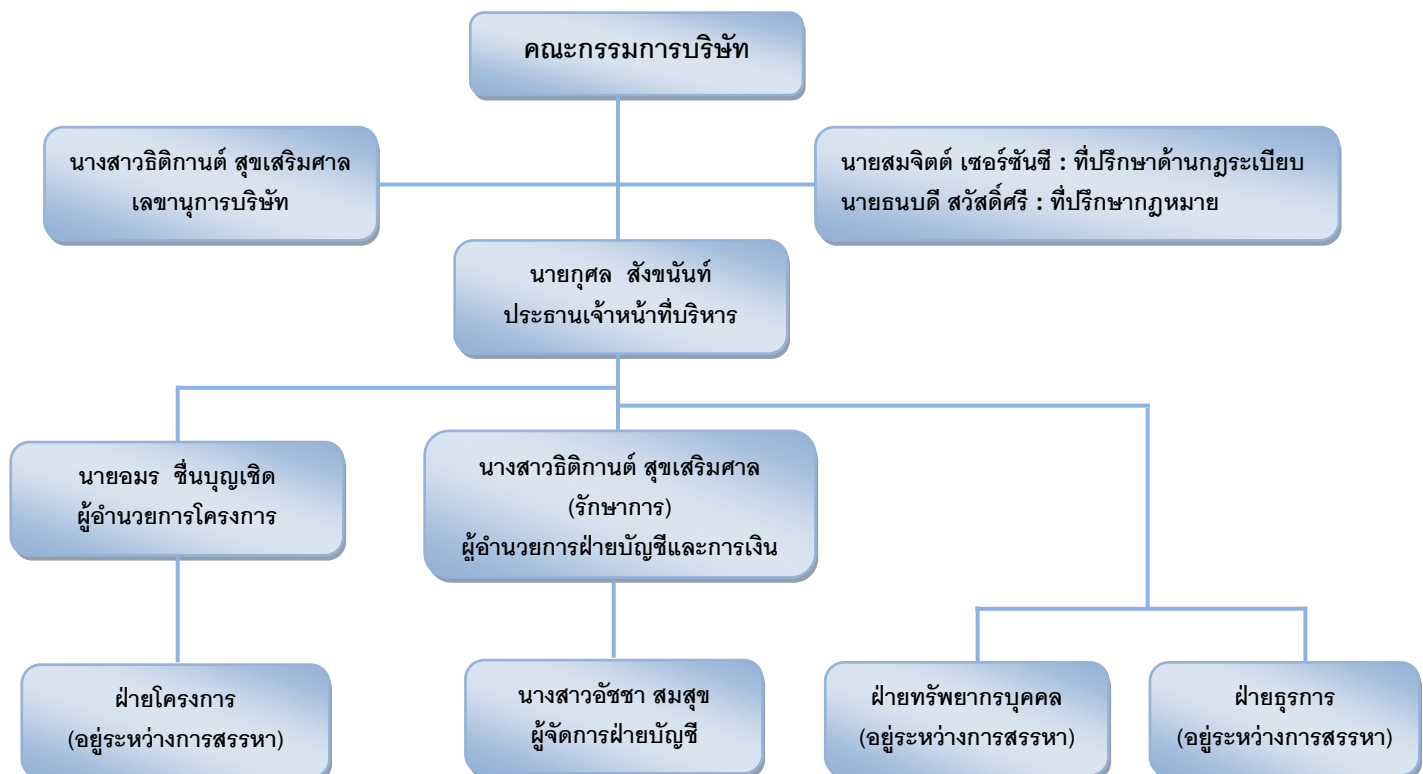 คณะกรรมการบริษัท
นางสาวธิติกานต์ สุขเสริมศาล
เลขานุการบริษัท
นายสมจิตต์ เซอร์ซันซี : ที่ปรึกษาด้านกฎระเบียบ
นายธนบดี สวัสดิ์ศรี : ที่ปรึกษากฎหมาย
นายกุศล สังขนันท์
ประธานเจ้าหน้าที่บริหาร
นายอมร ชื่นบุญเชิด
ผู้อำนวยการโครงการ
นางสาวธิติกานต์ สุขเสริมศาล
(รักษาการ)
ผู้อำนวยการฝ่ายบัญชีและการเงิน
ฝ่ายโครงการ
(อยู่ระหว่างการสรรหา)
นางสาวอัชชา สมสุข
ผู้จัดการฝ่ายบัญชี
ฝ่ายทรัพยากรบุคคล
(อยู่ระหว่างการสรรหา)
ฝ่ายธุรการ
(อยู่ระหว่างการสรรหา)